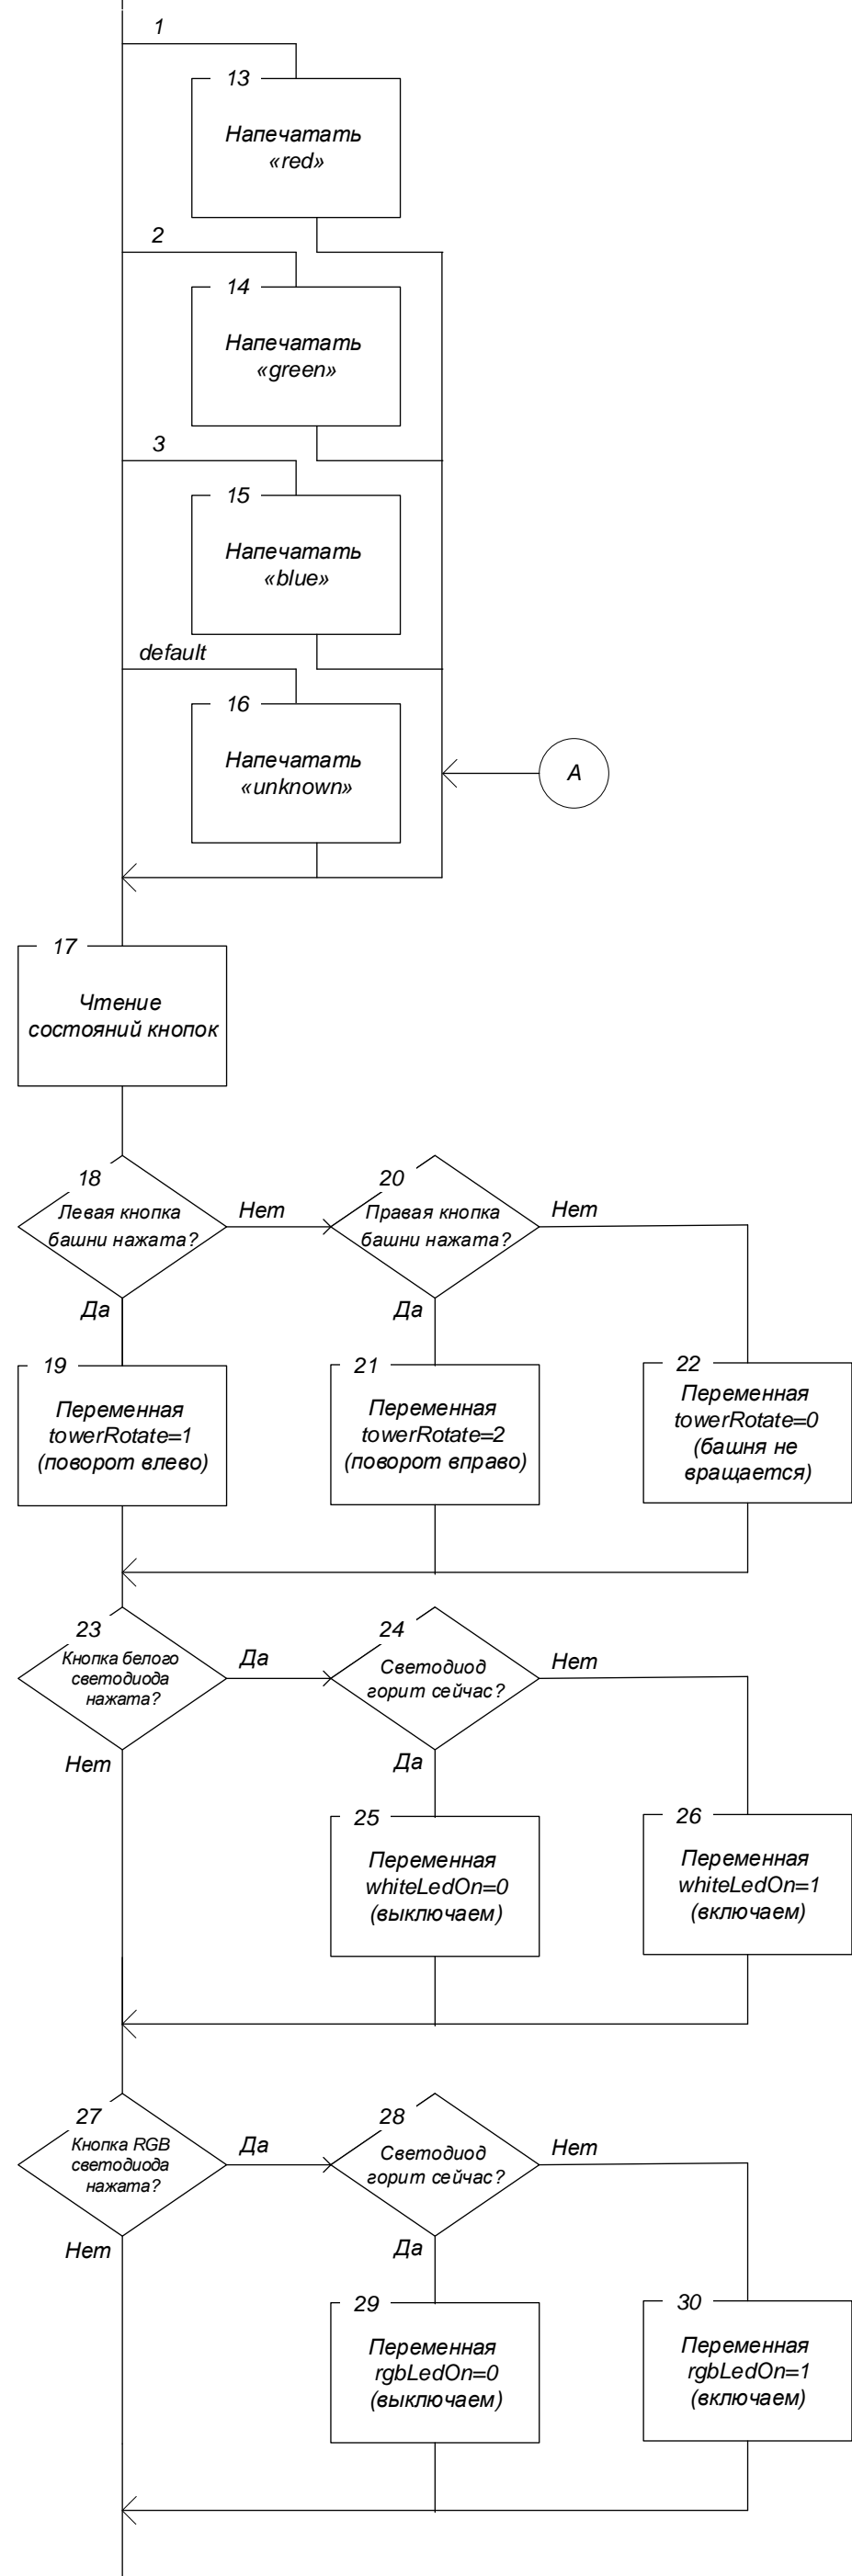 1
13
Напечатать
«red»
2
14
Напечатать
«green»
3
15
Напечатать
«blue»
default
16
Напечатать
«unknown»
A
17
Чтение
состояний кнопок
18
Левая кнопка
башни нажата?
Нет
20
Правая кнопка
башни нажата?
Нет
Да
Да
19
Переменная
towerRotate=1
(поворот влево)
21
Переменная
towerRotate=2
(поворот вправо)
22
Переменная
towerRotate=0
(башня не
вращается)
23
Кнопка белого
светодиода
нажата?
Да
24
Светодиод
горит сейчас?
Нет
Нет
Да
25
Переменная
whiteLedOn=0
(выключаем)
26
Переменная
whiteLedOn=1
(включаем)
27
Кнопка RGB
светодиода
нажата?
Да
28
Светодиод
горит сейчас?
Нет
Нет
Да
29
Переменная
rgbLedOn=0
(выключаем)
30
Переменная
rgbLedOn=1
(включаем)